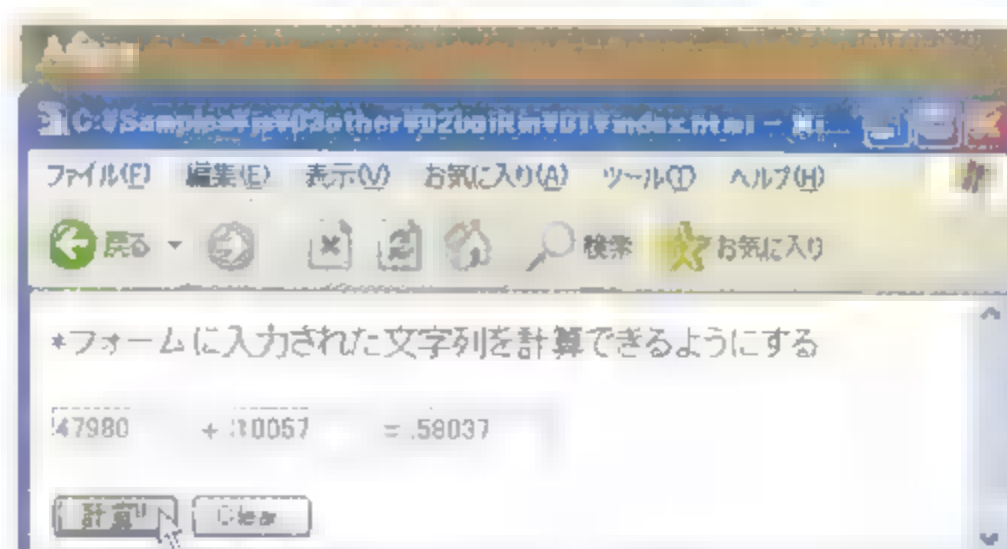 ファイル(F) 編集(E) 表示(V) お気に入り(A) ツール(T) ヘルプ(H)
戻る 検索 お気に入り
*フォームに入力された文字列を計算できるようにする
47980 + 10057 = 58037
計算 Clear